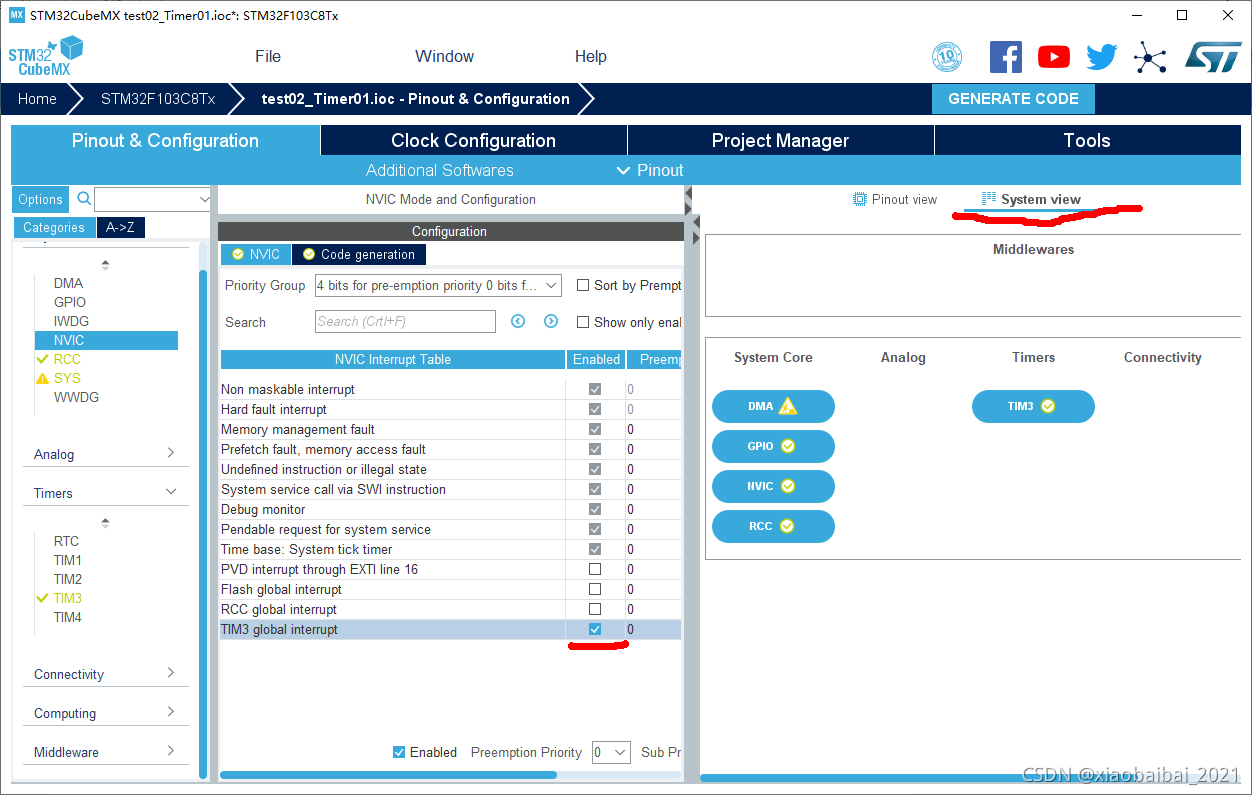 MX STM32CubeMX test02_Timer01.ioc*: STM32F103C8Tx
STM32
CubeMX
File Window Help
10
Home STM32F103C8Tx test02_Timer01.ioc - Pinout & Configuration GENERATE CODE
Pinout & Configuration Clock Configuration Project Manager Tools
Additional Softwares Pinout
Options
Categories A->Z
DMA
GPIO
IWDG
NVIC
RCC
SYS
WWDG
Analog
Timers
RTC
TIM1
TIM2
TIM3
TIM4
Connectivity
Computing
Middleware
NVIC Mode and Configuration
Configuration
NVIC Code generation
Priority Group 4 bits for pre-emption priority 0 bits f... Sort by Prempt
Search Search (Crtl+F) Show only enal
NVIC Interrupt Table Enabled Preemp
Non maskable interrupt 0
Hard fault interrupt 0
Memory management fault 0
Prefetch fault, memory access fault 0
Undefined instruction or illegal state 0
System service call via SWI instruction 0
Debug monitor 0
Pendable request for system service 0
Time base: System tick timer 0
PVD interrupt through EXTI line 16 0
Flash global interrupt 0
RCC global interrupt 0
TIM3 global interrupt 0
Enabled Preemption Priority 0 Sub Pr
Pinout view System view
Middlewares
System Core Analog Timers Connectivity
DMA TIM3
GPIO
NVIC
RCC
CSDN @xiaobaibai_2021